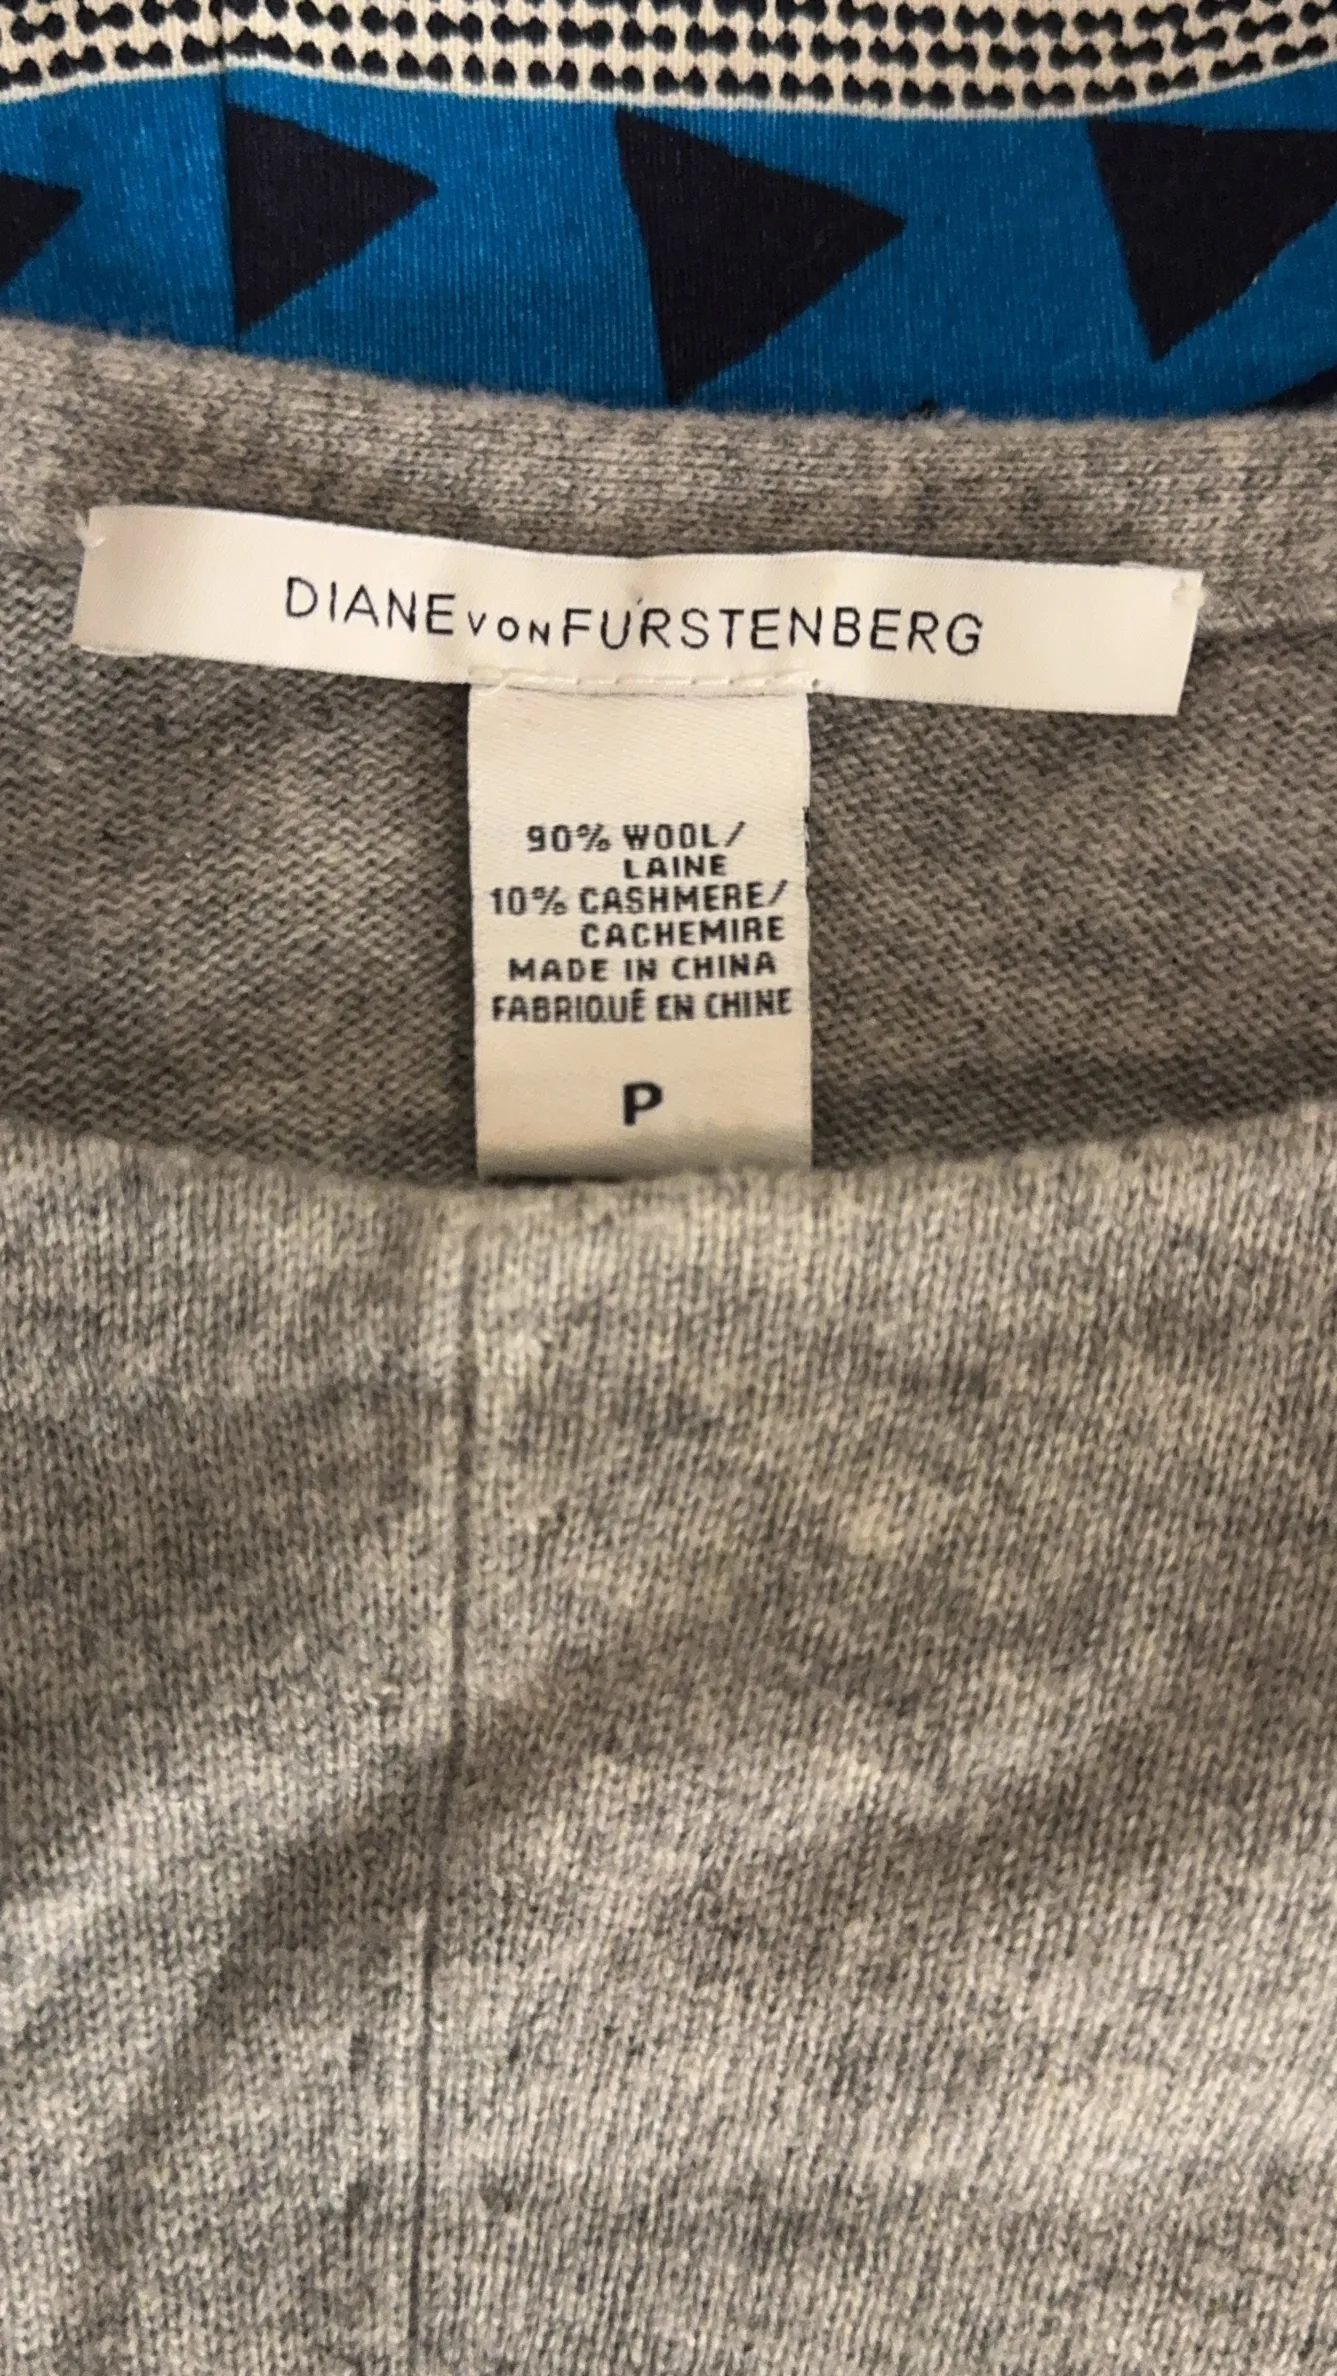 DIANE VON FURSTENBERG
90% WOOL/
LAINE
10% CASHMERE/
CACHEMIRE
MADE IN CHINA
FABRIQUÉ EN CHINE
P